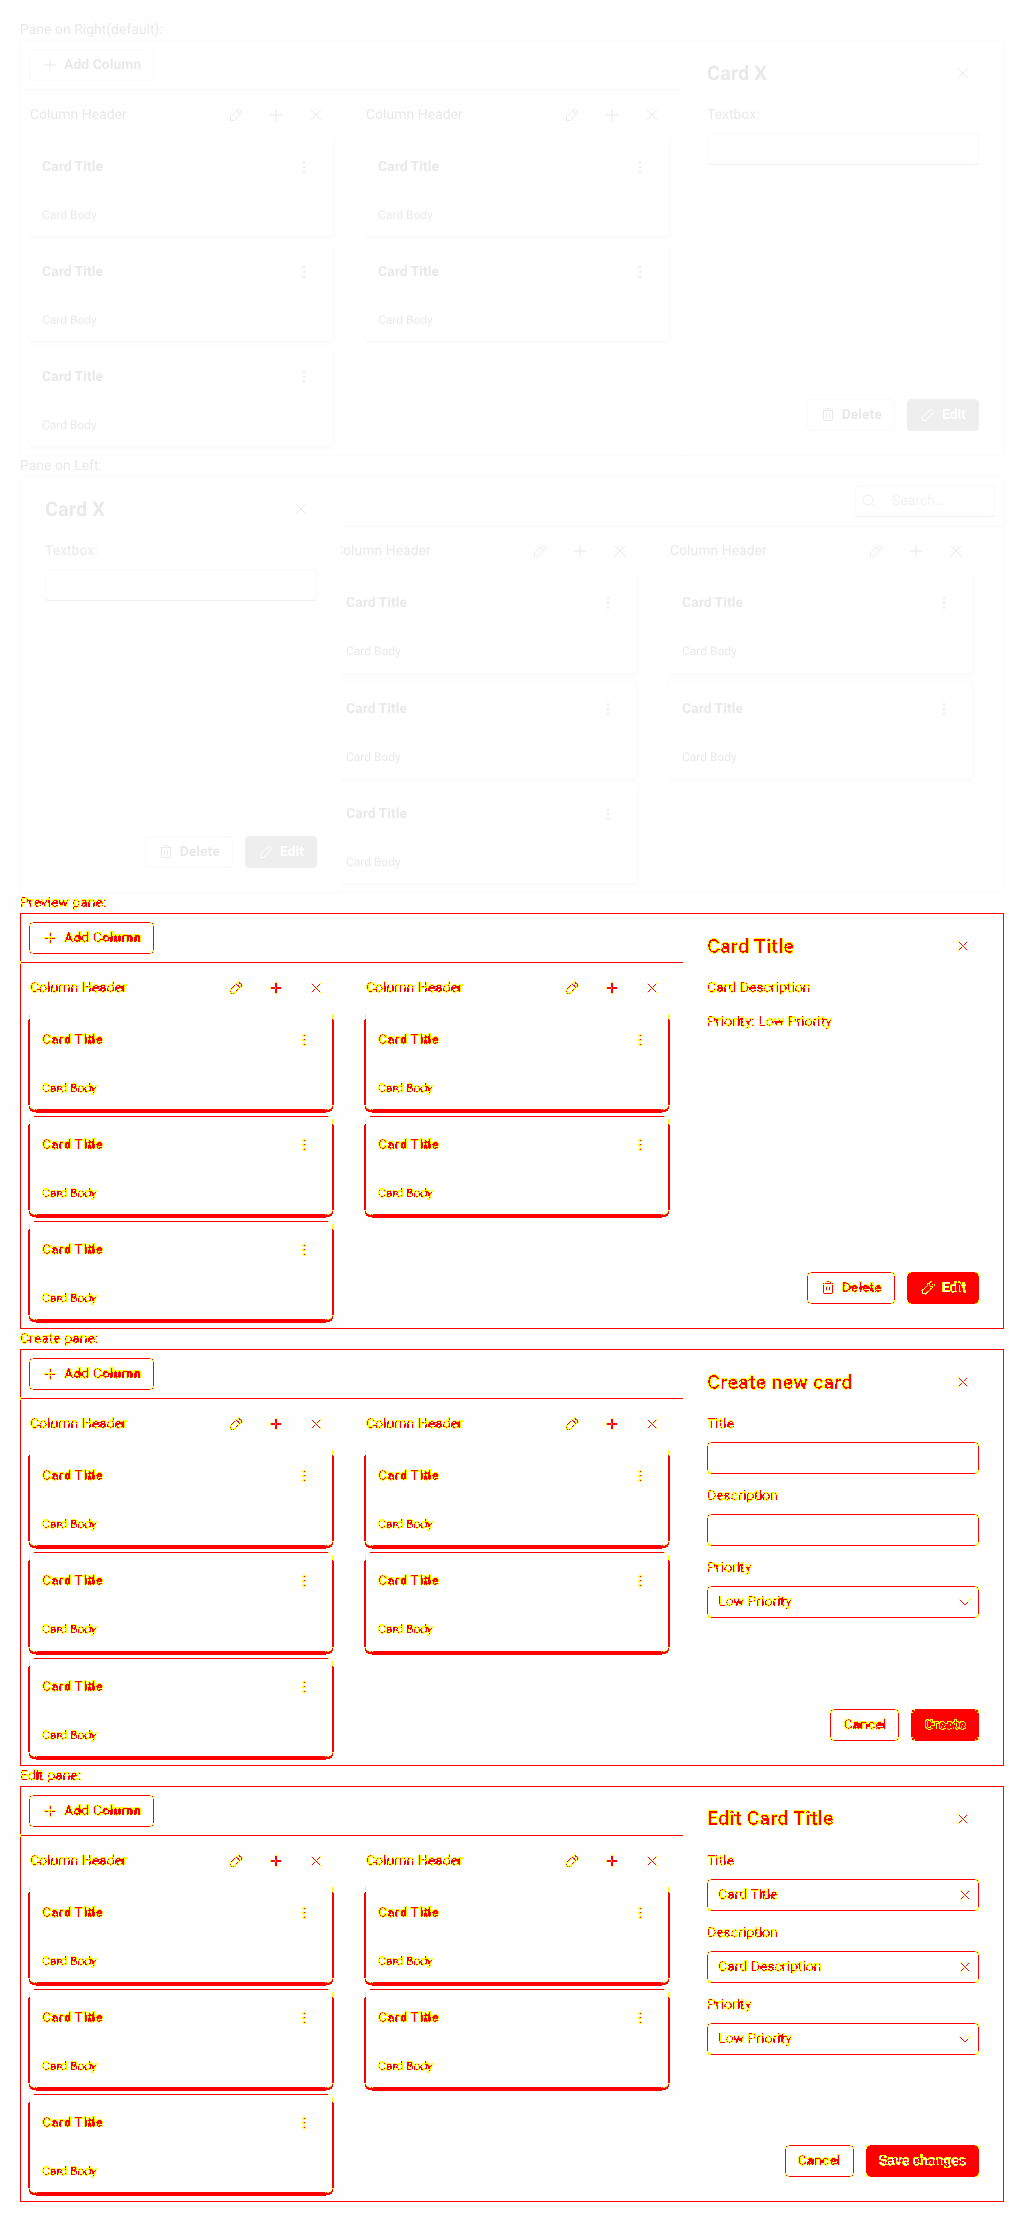 Pane on Right(default):
Add Column
Card X
Column Header
Column Header
Textbox:
Card Title
Card Title
Card Body
Card Body
Card Title
Card Title
Card Body
Card Body
Card Title
Card Body
Delete
Edit
Pane on Left:
Card X
Search...
Textbox:
Column Header
Column Header
Card Title
Card Title
Card Body
Card Body
Card Title
Card Title
Card Body
Card Body
Card Title
Card Body
Delete
Edit
Preview pane:
Add Column
Card Title
Column Header
Column Header
Card Description
Priority: Low Priority
Card Title
Card Title
Card Body
Card Body
Card Title
Card Title
Card Body
Card Body
Card Title
Card Body
Delete
Edit
Create pane:
Add Column
Create new card
Column Header
Column Header
Title
Card Title
Card Title
Description
Card Body
Card Body
Priority
Card Title
Card Title
Low Priority
Card Body
Card Body
Card Title
Card Body
Cancel
Create
Edit pane:
Add Column
Edit Card Title
Column Header
Column Header
Title
Card Title
Card Title
Card Title
Description
Card Body
Card Body
Card Description
Priority
Card Title
Card Title
Low Priority
Card Body
Card Body
Card Title
Card Body
Cancel
Save changes